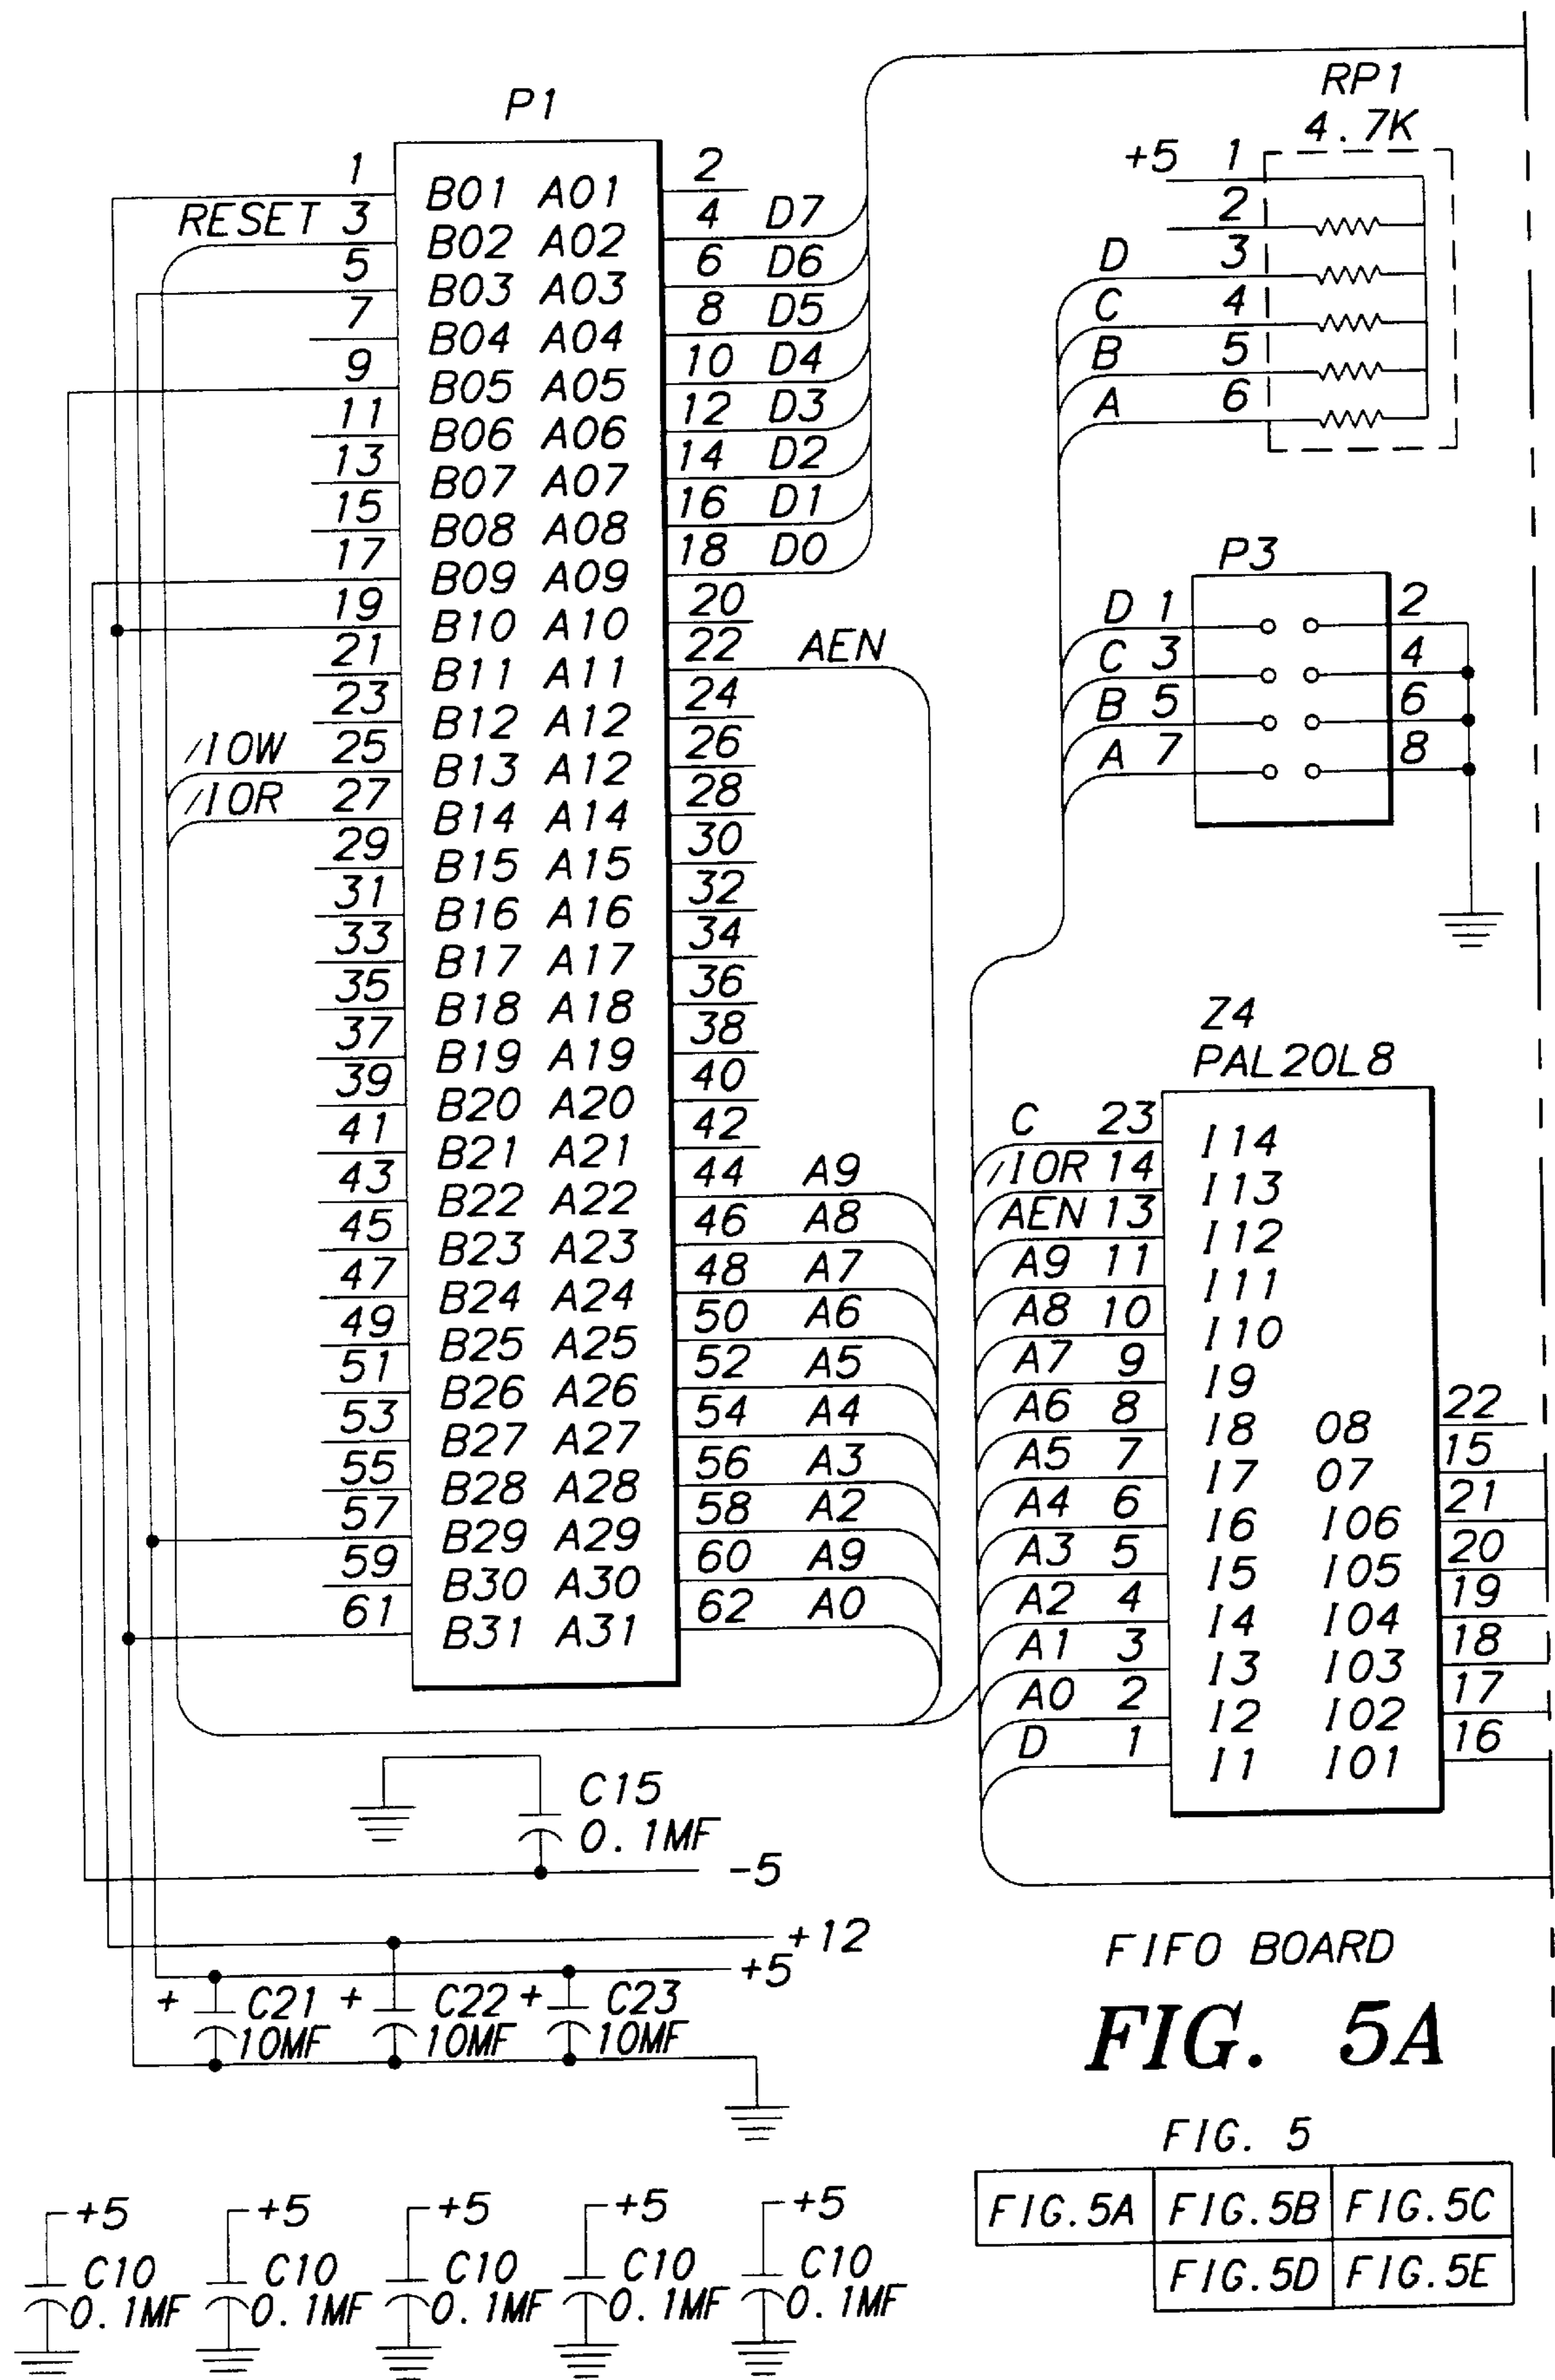 P1
1 B01 A01 2
RESET 3 B02 A02 4 D7
5 B03 A03 6 D6
7 B04 A04 8 D5
9 B05 A05 10 D4
11 B06 A06 12 D3
13 B07 A07 14 D2
15 B08 A08 16 D1
17 B09 A09 18 D0
19 B10 A10 20
21 B11 A11 22 AEN
23 B12 A12 24
/IOW 25 B13 A12 26
/IOR 27 B14 A14 28
29 B15 A15 30
31 B16 A16 32
33 B17 A17 34
35 B18 A18 36
37 B19 A19 38
39 B20 A20 40
41 B21 A21 42
43 B22 A22 44 A9
45 B23 A23 46 A8
47 B24 A24 48 A7
49 B25 A25 50 A6
51 B26 A26 52 A5
53 B27 A27 54 A4
55 B28 A28 56 A3
57 B29 A29 58 A2
59 B30 A30 60 A9
61 B31 A31 62 A0
RP1
4.7K
+5 1
2
D 3
C 4
B 5
A 6
P3
D 1 2
C 3 4
B 5 6
A 7 8
Z4
PAL20L8
C 23 I14
/IOR 14 I13
AEN 13 I12
A9 11 I11
A8 10 I10
A7 9 I9
A6 8 I8 O8 22
A5 7 I7 O7 15
A4 6 I6 IO6 21
A3 5 I5 IO5 20
A2 4 I4 IO4 19
A1 3 I3 IO3 18
A0 2 I2 IO2 17
D 1 I1 IO1 16
C15
0.1MF
-5
+12
+5
+ C21 + C22 + C23
10MF 10MF 10MF
+5 +5 +5 +5 +5
C10 C10 C10 C10 C10
0.1MF 0.1MF 0.1MF 0.1MF 0.1MF
FIFO BOARD
FIG. 5A
FIG. 5
FIG.5A FIG.5B FIG.5C
FIG.5D FIG.5E